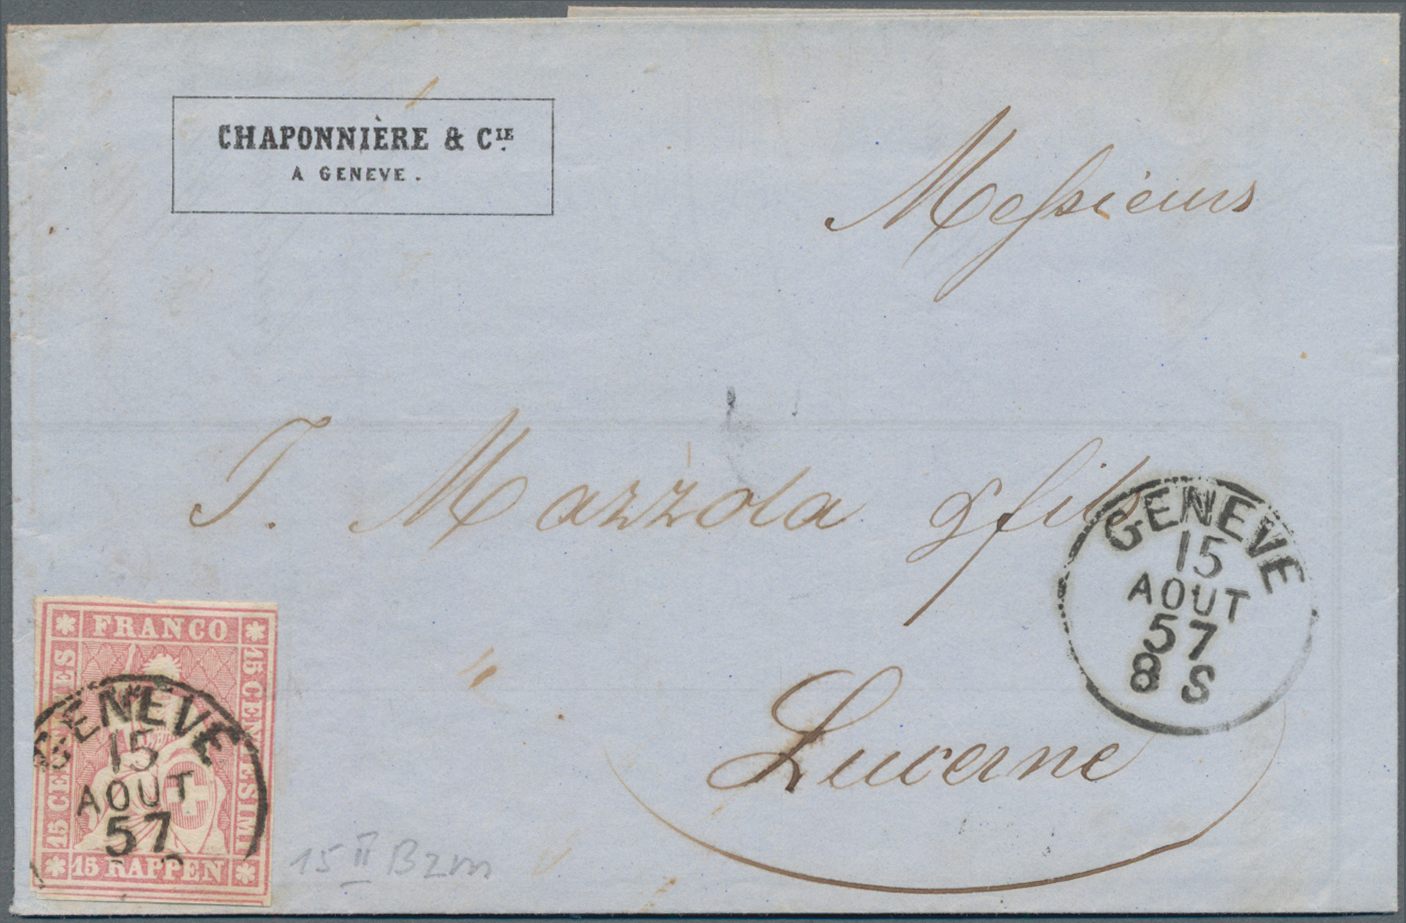 CHAPONNIÈRE & CIE
A GENEVE.
Messieurs
J. Mazzola & fils
Lucerne
GENEVE
15
AOUT
57
8 S
FRANCO
15 CENTIMES
15 CENTESIMI
15 RAPPEN
GENEVE
15
AOUT
57
15 II Bzm